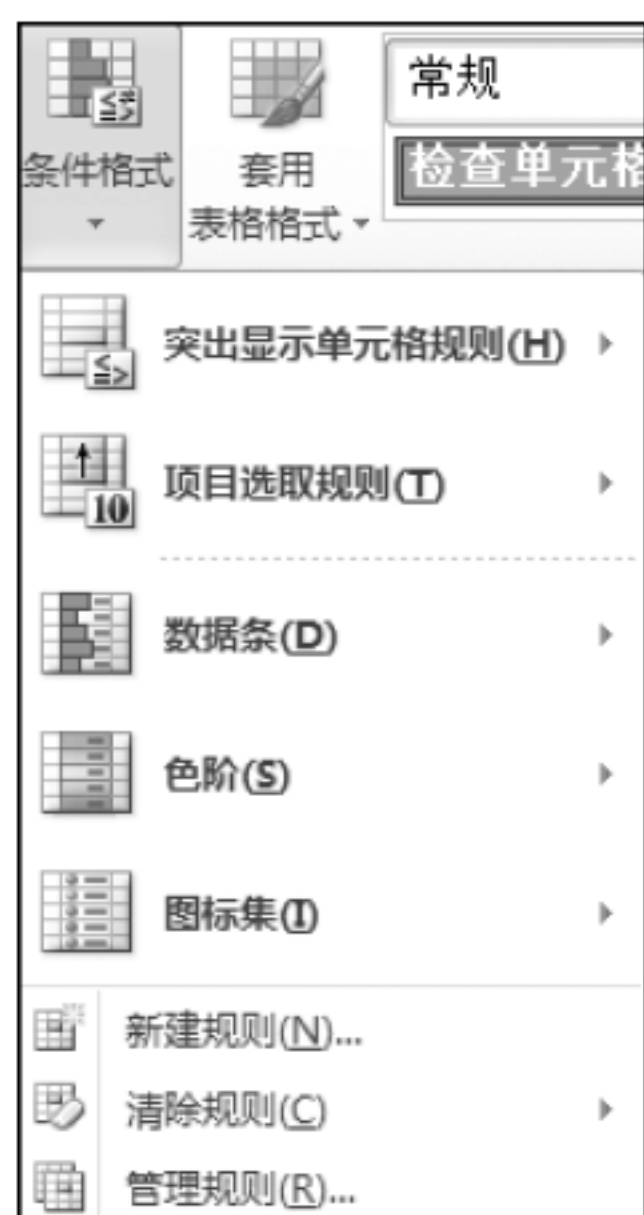 常规
检查单元格
条件格式
套用
表格格式
突出显示单元格规则(H)
10
项目选取规则(T)
数据条(D)
色阶(S)
图标集(I)
新建规则(N)...
清除规则(C)
管理规则(R)...